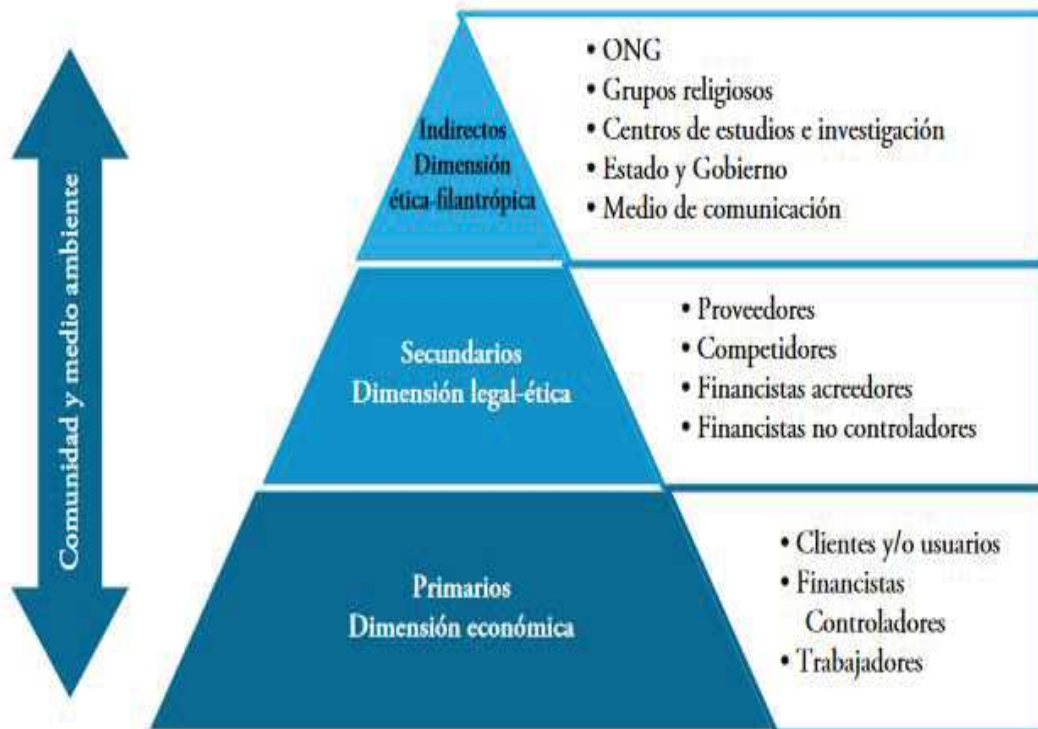 Comunidad y medio ambiente
Indirectos
Dimensión
ética-filantrópica
• ONG
• Grupos religiosos
• Centros de estudios e investigación
• Estado y Gobierno
• Medio de comunicación
Secundarios
Dimensión legal-ética
• Proveedores
• Competidores
• Financistas acreedores
• Financistas no controladores
Primarios
Dimensión económica
• Clientes y/o usuarios
• Financistas
Controladores
• Trabajadores